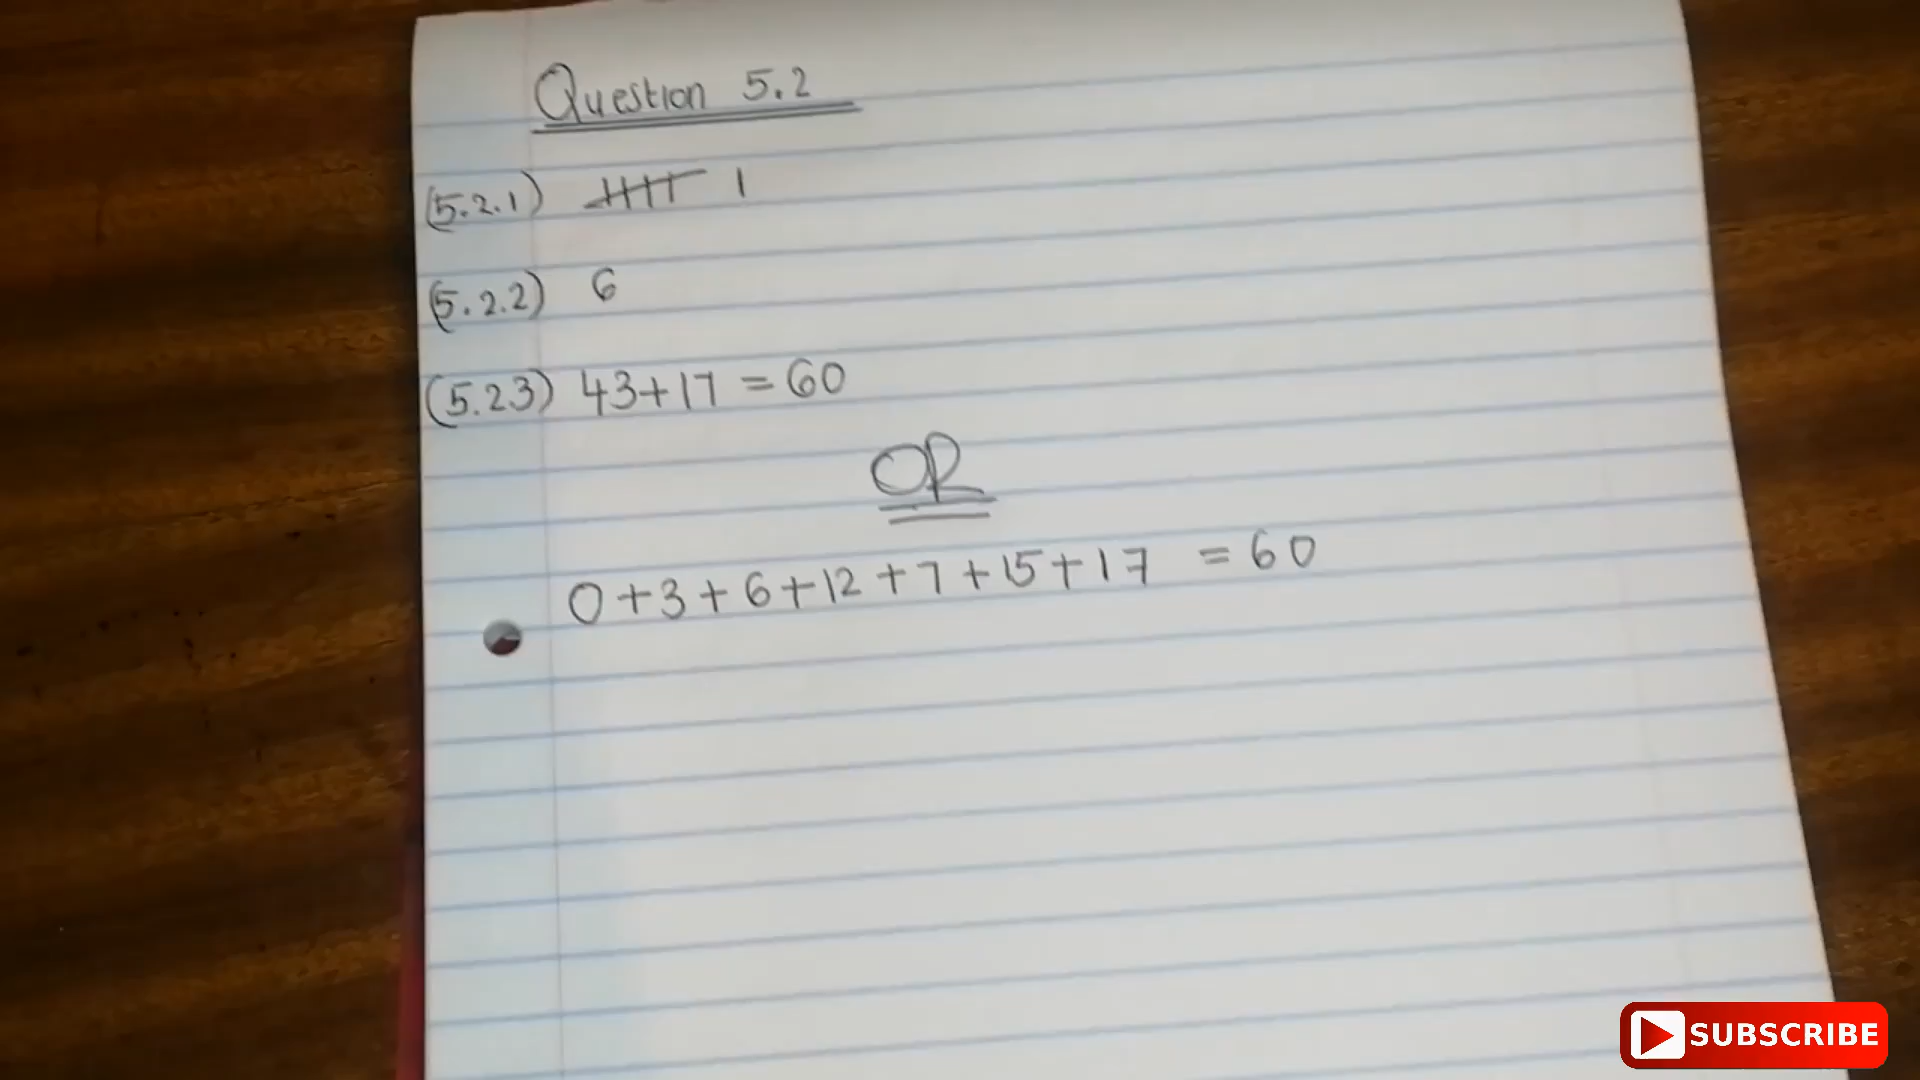 Question 5.2
(5.2.1) 卌 I
(5.2.2) 6
(5.2.3) 43+17 = 60
OR
0+3+6+12+7+15+17 = 60
SUBSCRIBE